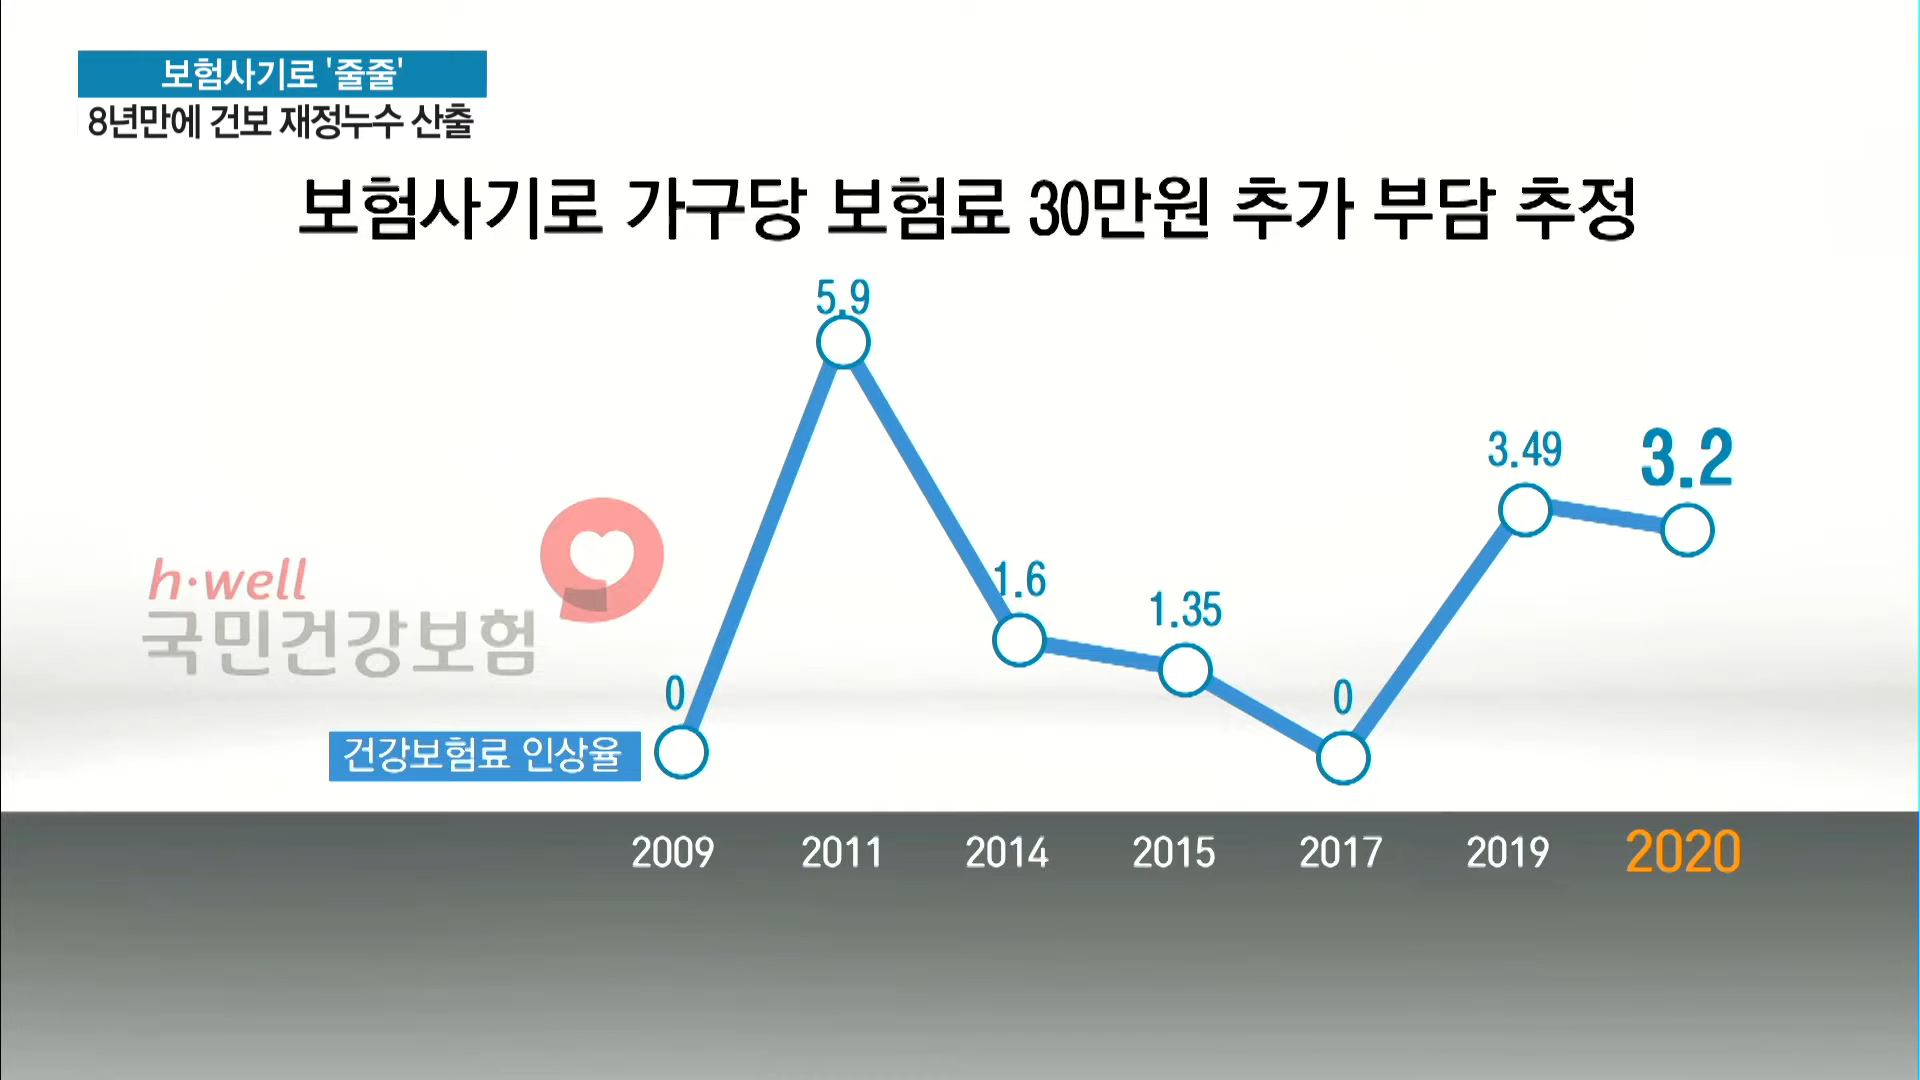 보험사기로 '줄줄'
8년만에 건보 재정누수 산출
보험사기로 가구당 보험료 30만원 추가 부담 추정
5.9
3.49
3.2
1.6
1.35
h·well
국민건강보험
0
0
건강보험료 인상율
2009 2011 2014 2015 2017 2019 2020